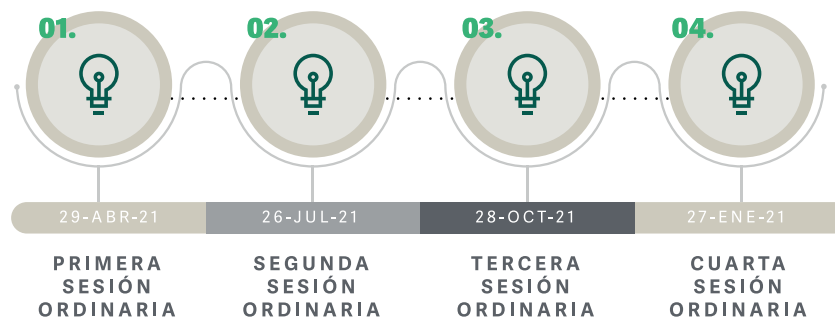 01.
02.
03.
04.
29-ABR-21
26-JUL-21
28-OCT-21
27-ENE-21
PRIMERA
SESIÓN
ORDINARIA
SEGUNDA
SESIÓN
ORDINARIA
TERCERA
SESIÓN
ORDINARIA
CUARTA
SESIÓN
ORDINARIA